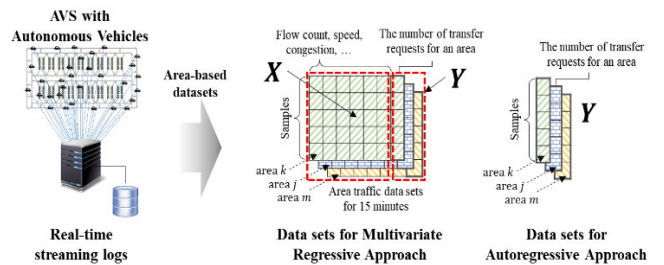 AVS with
Autonomous Vehicles
Area-based
datasets
Real-time
streaming logs
Flow count, speed,
congestion, ...
The number of transfer
requests for an area
X
Y
Samples
area k
area j
area m
Area traffic data sets
for 15 minutes
Data sets for Multivariate
Regressive Approach
The number of transfer
requests for an area
Y
Samples
area k
area j
area m
Data sets for
Autoregressive Approach